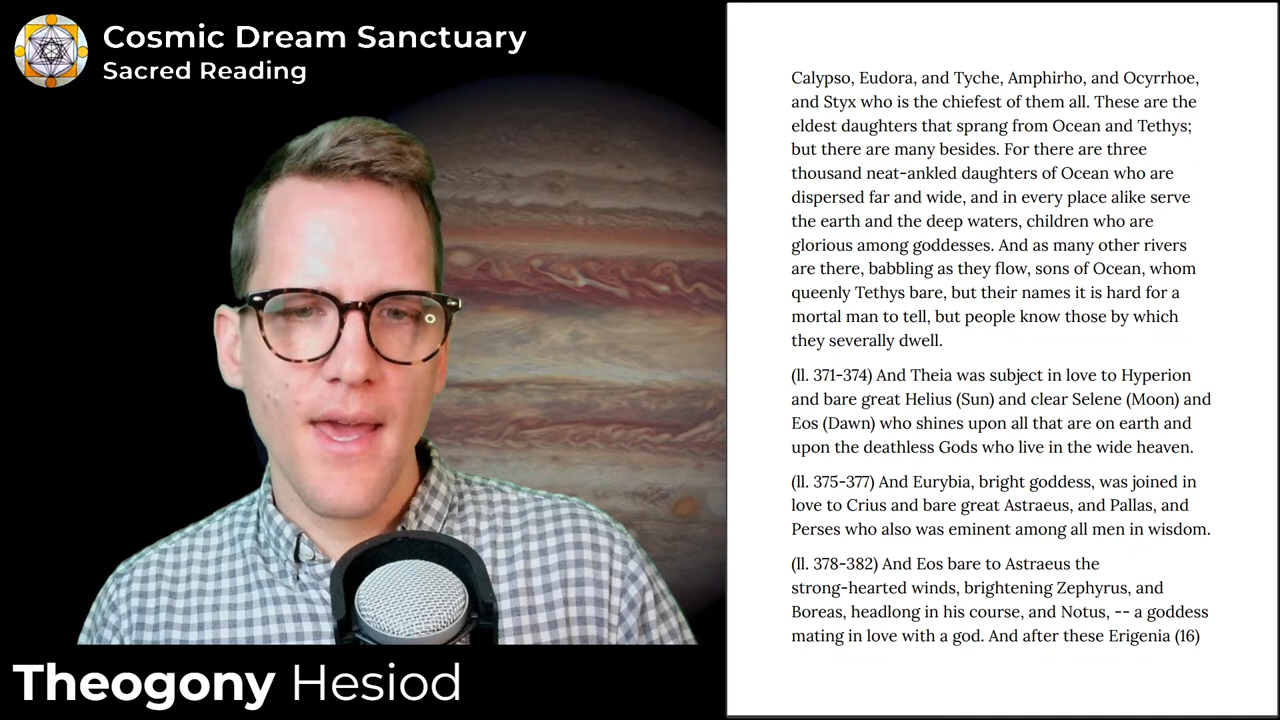 Cosmic Dream Sanctuary
Sacred Reading
Calypso, Eudora, and Tyche, Amphirho, and Ocyrrhoe,
and Styx who is the chiefest of them all. These are the
eldest daughters that sprang from Ocean and Tethys;
but there are many besides. For there are three
thousand neat-ankled daughters of Ocean who are
dispersed far and wide, and in every place alike serve
the earth and the deep waters, children who are
glorious among goddesses. And as many other rivers
are there, babbling as they flow, sons of Ocean, whom
queenly Tethys bare, but their names it is hard for a
mortal man to tell, but people know those by which
they severally dwell.
(ll. 371-374) And Theia was subject in love to Hyperion
and bare great Helius (Sun) and clear Selene (Moon) and
Eos (Dawn) who shines upon all that are on earth and
upon the deathless Gods who live in the wide heaven.
(ll. 375-377) And Eurybia, bright goddess, was joined in
love to Crius and bare great Astraeus, and Pallas, and
Perses who also was eminent among all men in wisdom.
(ll. 378-382) And Eos bare to Astraeus the
strong-hearted winds, brightening Zephyrus, and
Boreas, headlong in his course, and Notus, -- a goddess
mating in love with a god. And after these Erigenia (16)
Theogony Hesiod